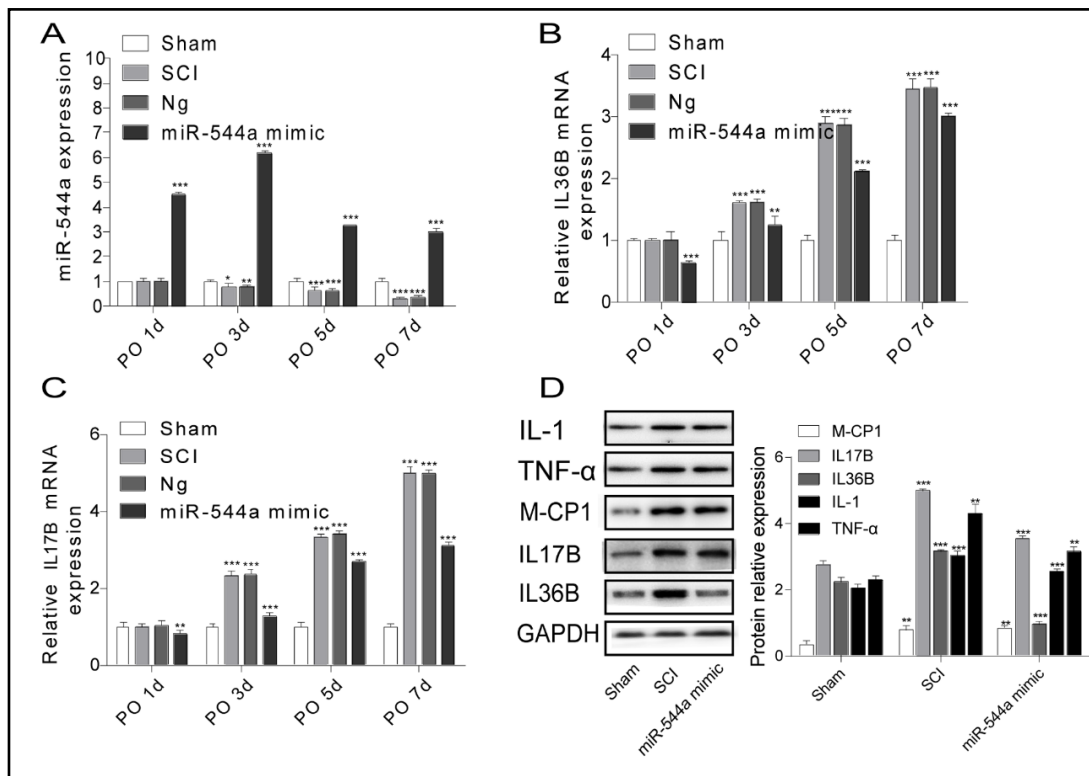 A
Sham
SCI
Ng
miR-544a mimic
miR-544a expression
10
9
8
7
6
5
4
3
2
1
0
***
***
***
***
* **
*** ***
******
PO 1d
PO 3d
PO 5d
PO 7d
B
Sham
SCI
Ng
miR-544a mimic
Relative IL36B mRNA
expression
4
3
2
1
0
***
*** *** **
****** ***
*** *** ***
PO 1d
PO 3d
PO 5d
PO 7d
C
Sham
SCI
Ng
miR-544a mimic
Relative IL17B mRNA
expression
6
4
2
0
**
*** *** ***
*** *** ***
*** *** ***
PO 1d
PO 3d
PO 5d
PO 7d
D
IL-1
TNF-α
M-CP1
IL17B
IL36B
GAPDH
Sham
SCI
miR-544a mimic
M-CP1
IL17B
IL36B
IL-1
TNF-α
Protein relative expression
6
4
2
0
** *** *** *** **
** *** *** *** **
Sham
SCI
miR-544a mimic